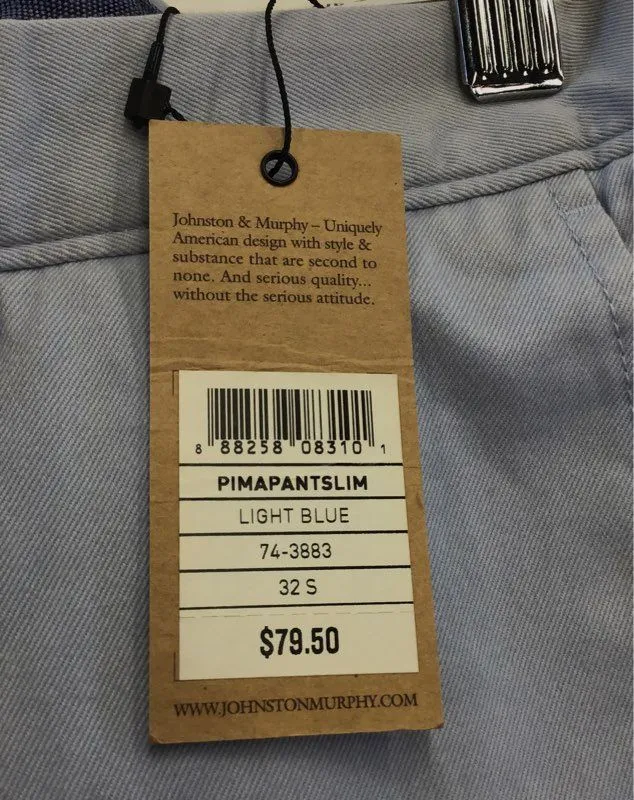 Johnston & Murphy – Uniquely
American design with style &
substance that are second to
none. And serious quality...
without the serious attitude.
8 88258 08310 1
PIMAPANTSLIM
LIGHT BLUE
74-3883
32 S
$79.50
WWW.JOHNSTONMURPHY.COM